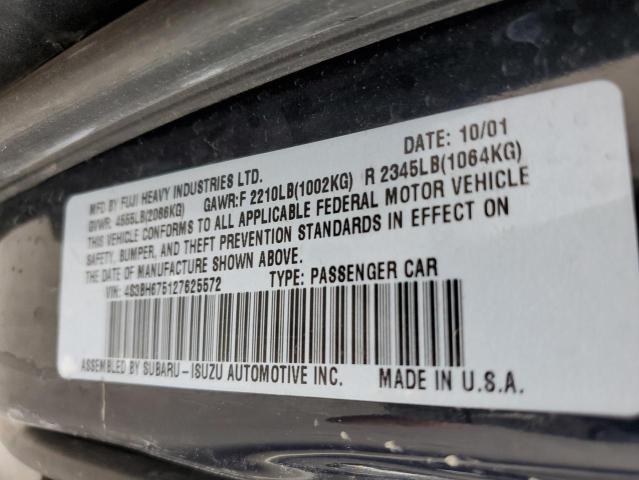 MFD BY FUJI HEAVY INDUSTRIES LTD. DATE: 10/01
GVWR: 4555LB(2066KG) GAWR:F 2210LB(1002KG) R 2345LB(1064KG)
THIS VEHICLE CONFORMS TO ALL APPLICABLE FEDERAL MOTOR VEHICLE
SAFETY, BUMPER, AND THEFT PREVENTION STANDARDS IN EFFECT ON
THE DATE OF MANUFACTURE SHOWN ABOVE.
VIN: 4S3BH675127625572 TYPE: PASSENGER CAR
ASSEMBLED BY SUBARU-ISUZU AUTOMOTIVE INC. MADE IN U.S.A.